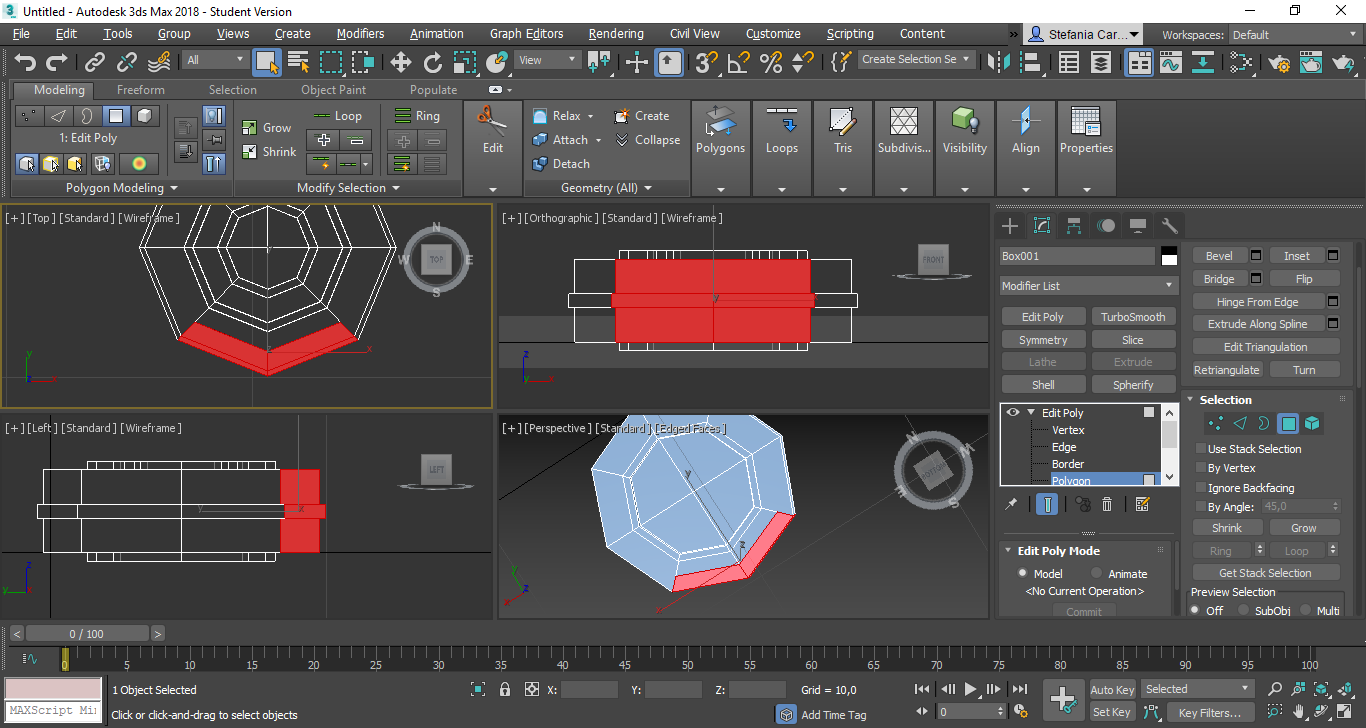 Untitled - Autodesk 3ds Max 2018 - Student Version
File Edit Tools Group Views Create Modifiers Animation Graph Editors Rendering Civil View Customize Scripting Content » Stefania Car... Workspaces: Default
All View Create Selection Se
Modeling Freeform Selection Object Paint Populate
1: Edit Poly
Grow
Shrink
Loop
Ring
Edit
Relax
Create
Attach
Collapse
Detach
Polygons Loops Tris Subdivis... Visibility Align Properties
Polygon Modeling Modify Selection Geometry (All)
[+] [Top] [Standard] [Wireframe]
N
W TOP E
S
y
x
z
x
[+] [Orthographic] [Standard] [Wireframe]
FRONT
y
z
y
[+] [Left] [Standard] [Wireframe]
LEFT
y x
z
y
[+] [Perspective] [Standard] [Edged Faces]
N
W
E
S
y
z
x
Box001
Modifier List
Edit Poly TurboSmooth
Symmetry Slice
Lathe Extrude
Shell Spherify
Edit Poly
Vertex
Edge
Border
Polygon
Edit Poly Mode
Model Animate
<No Current Operation>
Commit
Bevel Inset
Bridge Flip
Hinge From Edge
Extrude Along Spline
Edit Triangulation
Retriangulate Turn
Selection
Use Stack Selection
By Vertex
Ignore Backfacing
By Angle: 45,0
Shrink Grow
Ring Loop
Get Stack Selection
Preview Selection
Off SubObj Multi
< 0 / 100 >
0 5 10 15 20 25 30 35 40 45 50 55 60 65 70 75 80 85 90 95 100
1 Object Selected
X: Y: Z: Grid = 10,0
Auto Key Selected
MAXScript Mi
Click or click-and-drag to select objects
Add Time Tag
0
Set Key Key Filters...